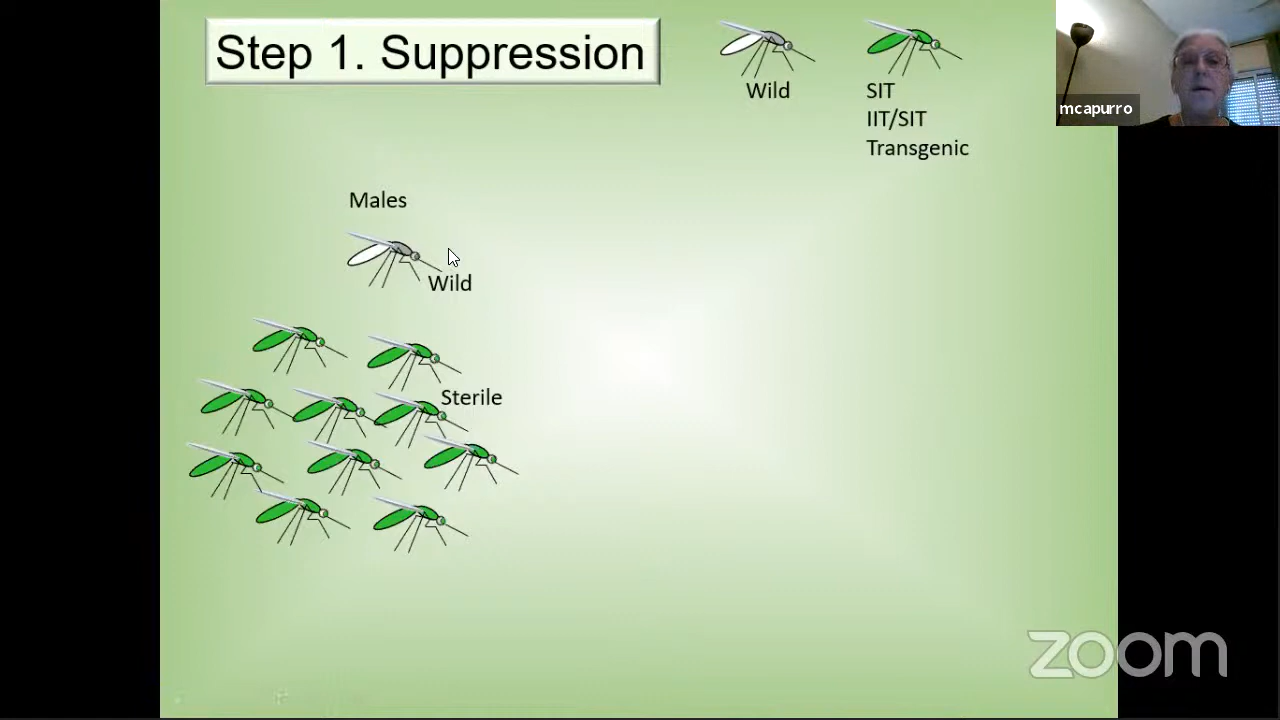 Step 1. Suppression
Wild
SIT
IIT/SIT
Transgenic
mcapurro
Males
Wild
Sterile
zoom